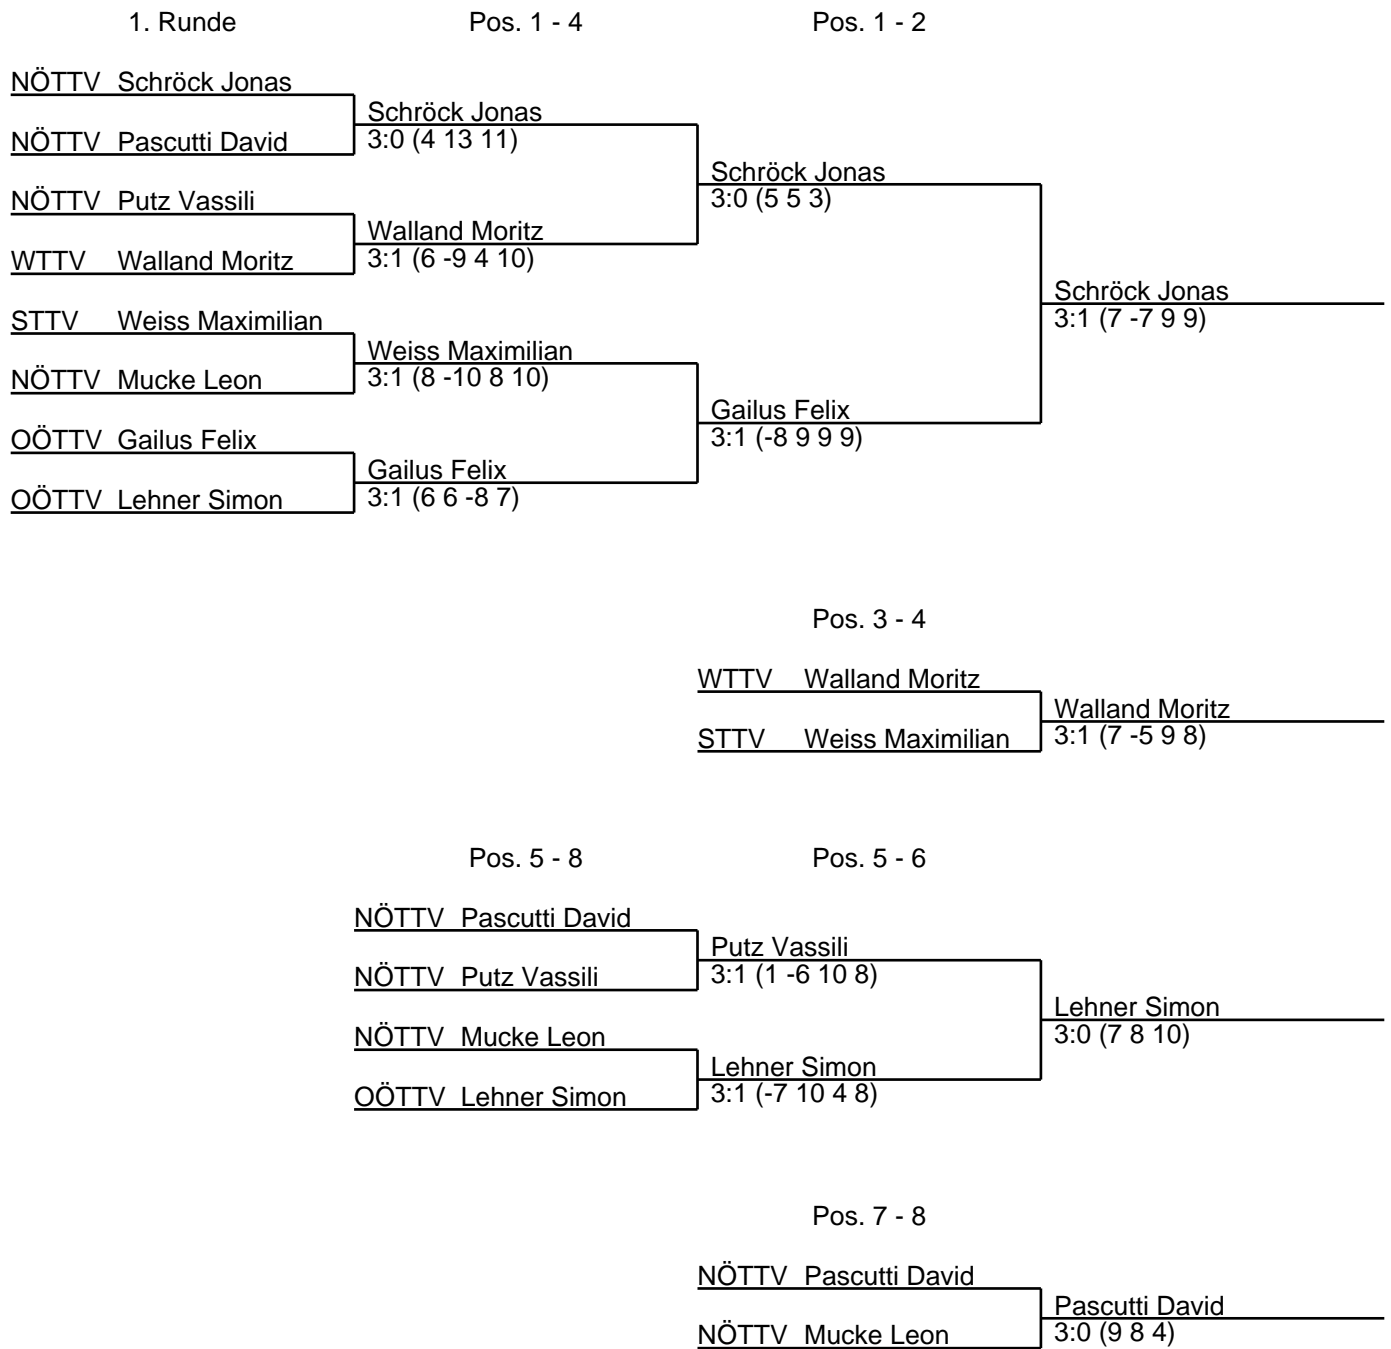 1. Runde Pos. 1 - 4 Pos. 1 - 2
NÖTTV Schröck Jonas
Schröck Jonas
3:0 (4 13 11)
NÖTTV Pascutti David
Schröck Jonas
3:0 (5 5 3)
NÖTTV Putz Vassili
Walland Moritz
3:1 (6 -9 4 10)
WTTV Walland Moritz
Schröck Jonas
3:1 (7 -7 9 9)
STTV Weiss Maximilian
Weiss Maximilian
3:1 (8 -10 8 10)
NÖTTV Mucke Leon
Gailus Felix
3:1 (-8 9 9 9)
OÖTTV Gailus Felix
Gailus Felix
3:1 (6 6 -8 7)
OÖTTV Lehner Simon
Pos. 3 - 4
WTTV Walland Moritz
Walland Moritz
3:1 (7 -5 9 8)
STTV Weiss Maximilian
Pos. 5 - 8 Pos. 5 - 6
NÖTTV Pascutti David
Putz Vassili
3:1 (1 -6 10 8)
NÖTTV Putz Vassili
Lehner Simon
3:0 (7 8 10)
NÖTTV Mucke Leon
Lehner Simon
3:1 (-7 10 4 8)
OÖTTV Lehner Simon
Pos. 7 - 8
NÖTTV Pascutti David
Pascutti David
3:0 (9 8 4)
NÖTTV Mucke Leon